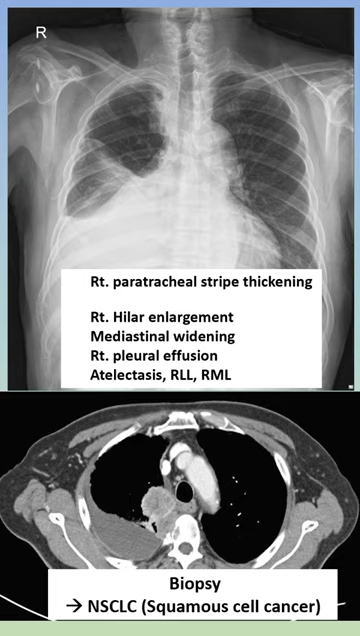 R
Rt. paratracheal stripe thickening
Rt. Hilar enlargement
Mediastinal widening
Rt. pleural effusion
Atelectasis, RLL, RML
Biopsy
→ NSCLC (Squamous cell cancer)